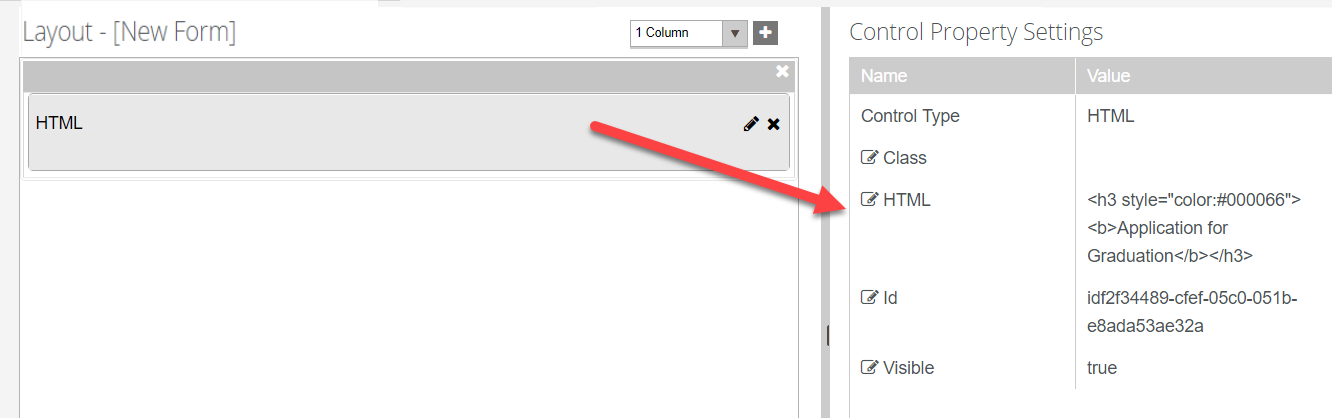 Layout - [New Form]
1 Column
HTML
Control Property Settings
Name Value
Control Type HTML
Class
HTML <h3 style="color:#000066">
<b>Application for
Graduation</b></h3>
Id idf2f34489-cfef-05c0-051b-
e8ada53ae32a
Visible true